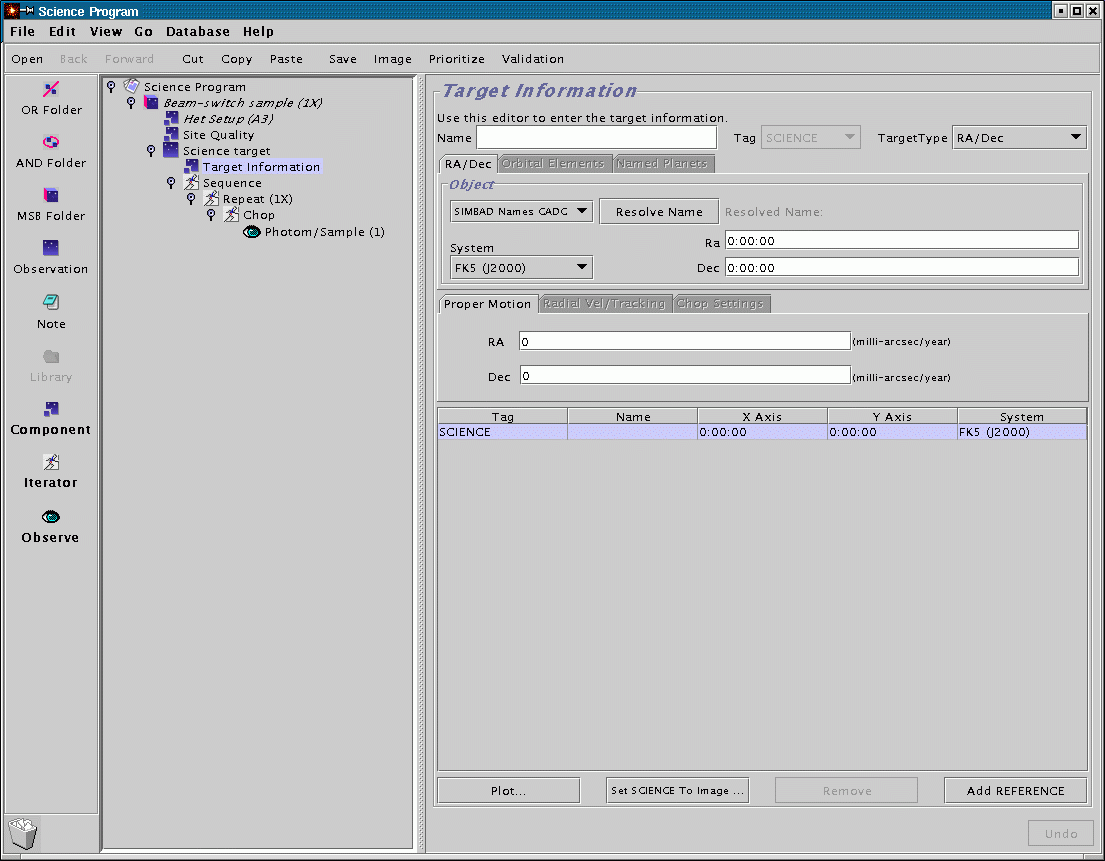 Science Program
File Edit View Go Database Help
Open Back Forward Cut Copy Paste Save Image Prioritize Validation
OR Folder
AND Folder
MSB Folder
Observation
Note
Library
Component
Iterator
Observe
Science Program
Beam-switch sample (1X)
Het Setup (A3)
Site Quality
Science target
Target Information
Sequence
Repeat (1X)
Chop
Photom/Sample (1)
Target Information
Use this editor to enter the target information.
Name Tag SCIENCE TargetType RA/Dec
RA/Dec Orbital Elements Named Planets
Object
SIMBAD Names CADC Resolve Name Resolved Name:
Ra 0:00:00
System
FK5 (J2000) Dec 0:00:00
Proper Motion Radial Vel/Tracking Chop Settings
RA 0 (milli-arcsec/year)
Dec 0 (milli-arcsec/year)
Tag Name X Axis Y Axis System
SCIENCE 0:00:00 0:00:00 FK5 (J2000)
Plot... Set SCIENCE To Image ... Remove Add REFERENCE
Undo